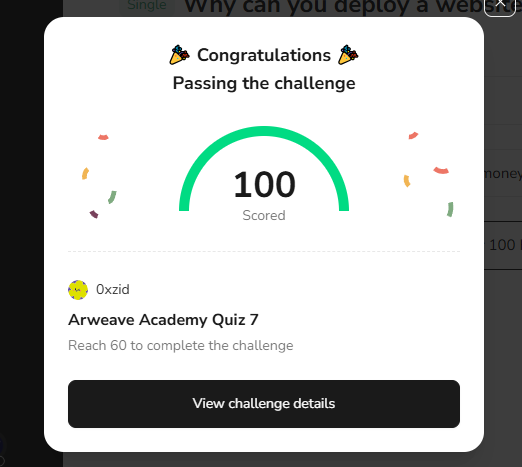 Single Why can you deploy a website
Congratulations
Passing the challenge
money
100
Scored
100
0xzid
Arweave Academy Quiz 7
Reach 60 to complete the challenge
View challenge details